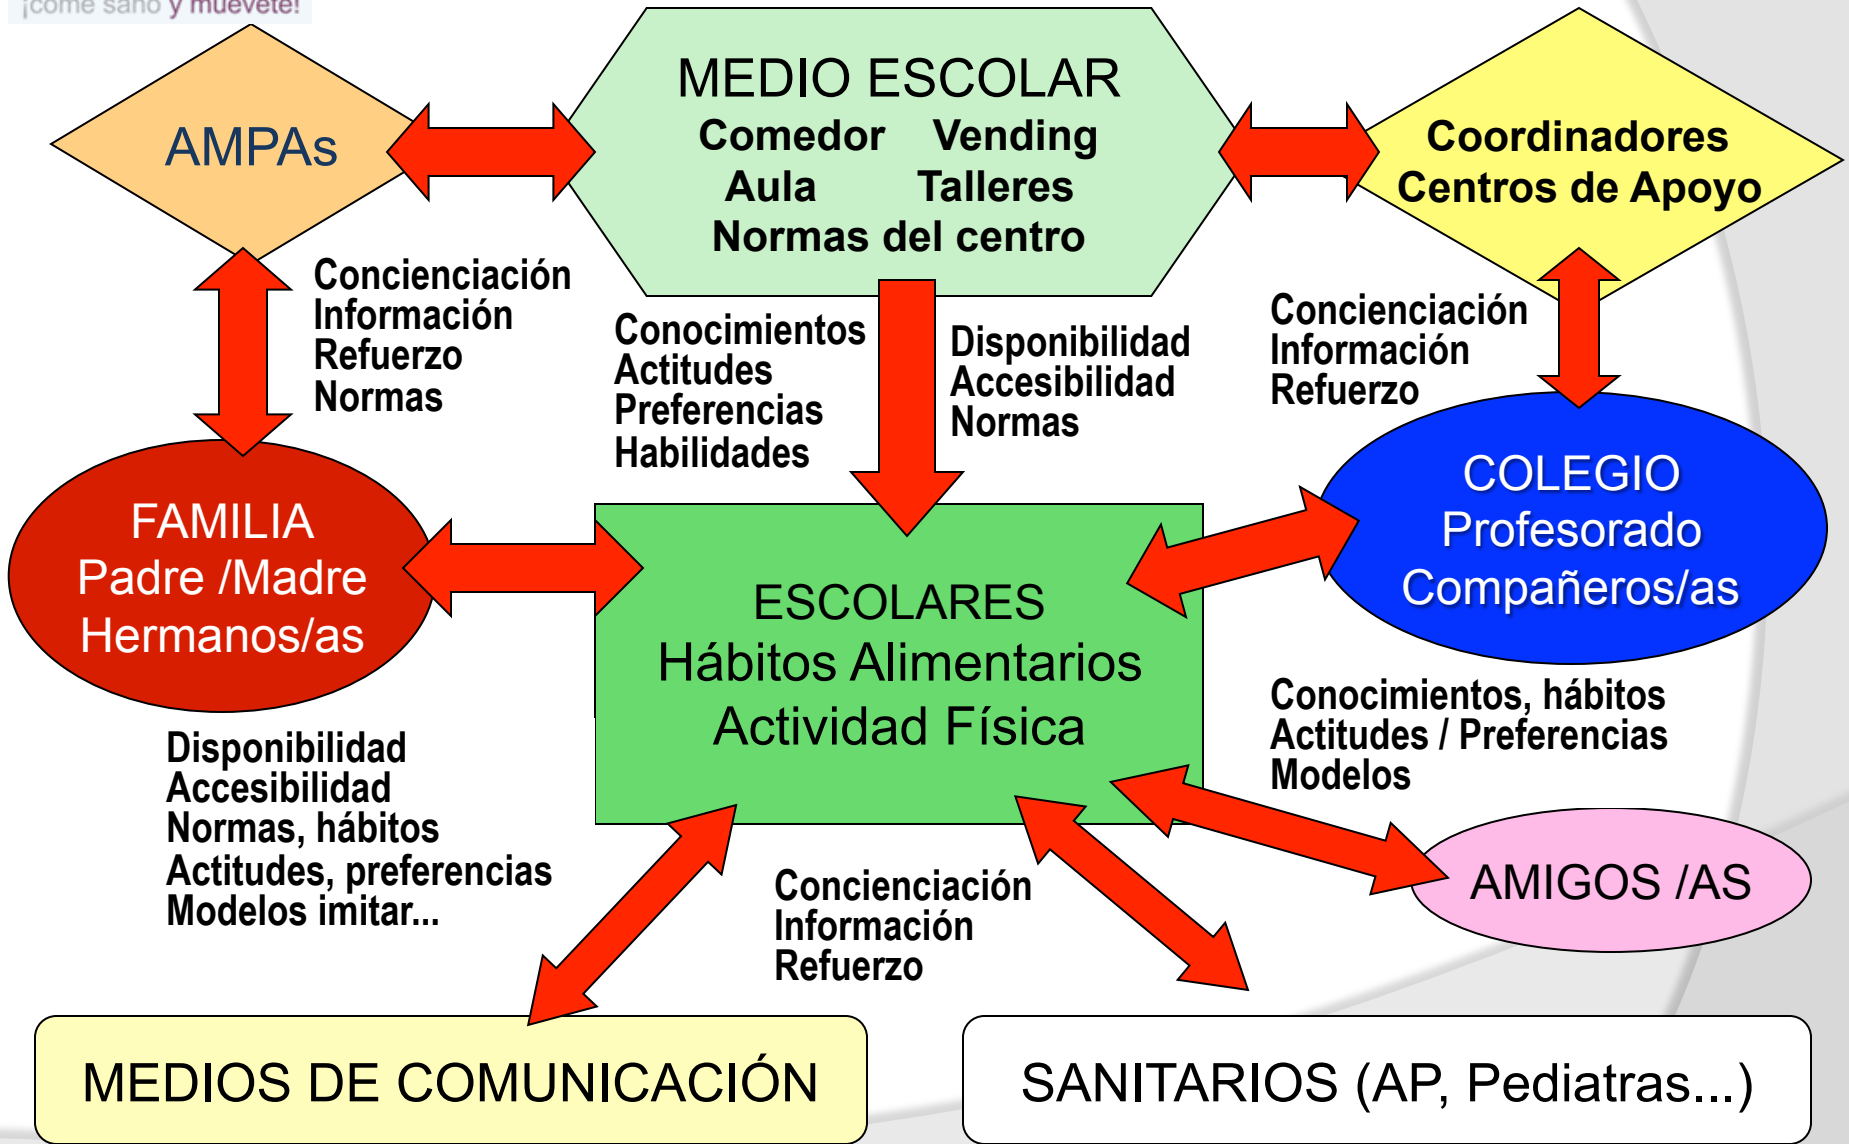 ¡come sano y muévete!
AMPAs
MEDIO ESCOLAR
Comedor Vending
Aula Talleres
Normas del centro
Coordinadores
Centros de Apoyo
Concienciación
Información
Refuerzo
Normas
Conocimientos
Actitudes
Preferencias
Habilidades
Disponibilidad
Accesibilidad
Normas
Concienciación
Información
Refuerzo
FAMILIA
Padre /Madre
Hermanos/as
ESCOLARES
Hábitos Alimentarios
Actividad Física
COLEGIO
Profesorado
Compañeros/as
Disponibilidad
Accesibilidad
Normas, hábitos
Actitudes, preferencias
Modelos imitar...
Concienciación
Información
Refuerzo
Conocimientos, hábitos
Actitudes / Preferencias
Modelos
AMIGOS /AS
MEDIOS DE COMUNICACIÓN
SANITARIOS (AP, Pediatras...)